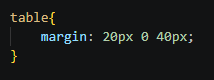 table{
    margin: 20px 0 40px;
}